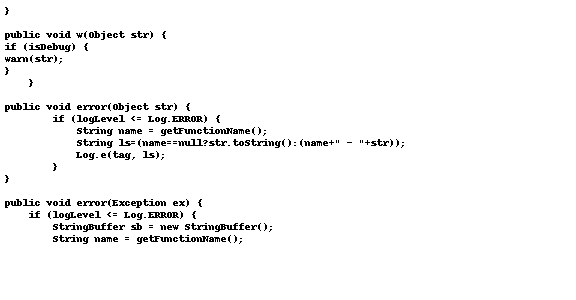 }

public void w(Object str) {
if (isDebug) {
warn(str);
}
    }

public void error(Object str) {
        if (logLevel <= Log.ERROR) {
            String name = getFunctionName();
            String ls=(name==null?str.toString():(name+" - "+str));
            Log.e(tag, ls);
        }
}

public void error(Exception ex) {
    if (logLevel <= Log.ERROR) {
        StringBuffer sb = new StringBuffer();
        String name = getFunctionName();